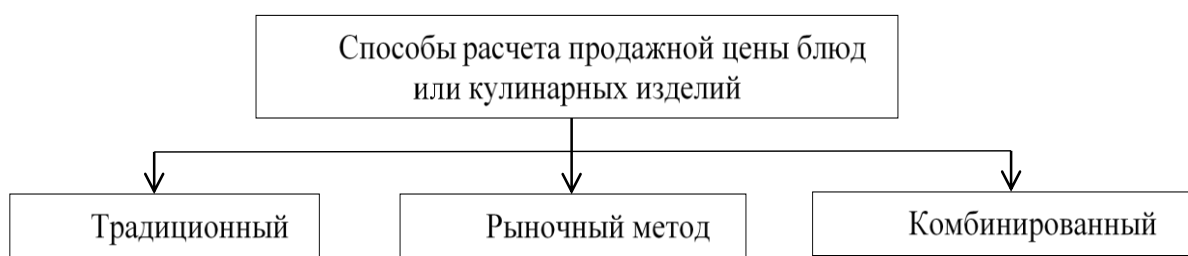 Способы расчета продажной цены блюд
или кулинарных изделий
Традиционный
Рыночный метод
Комбинированный